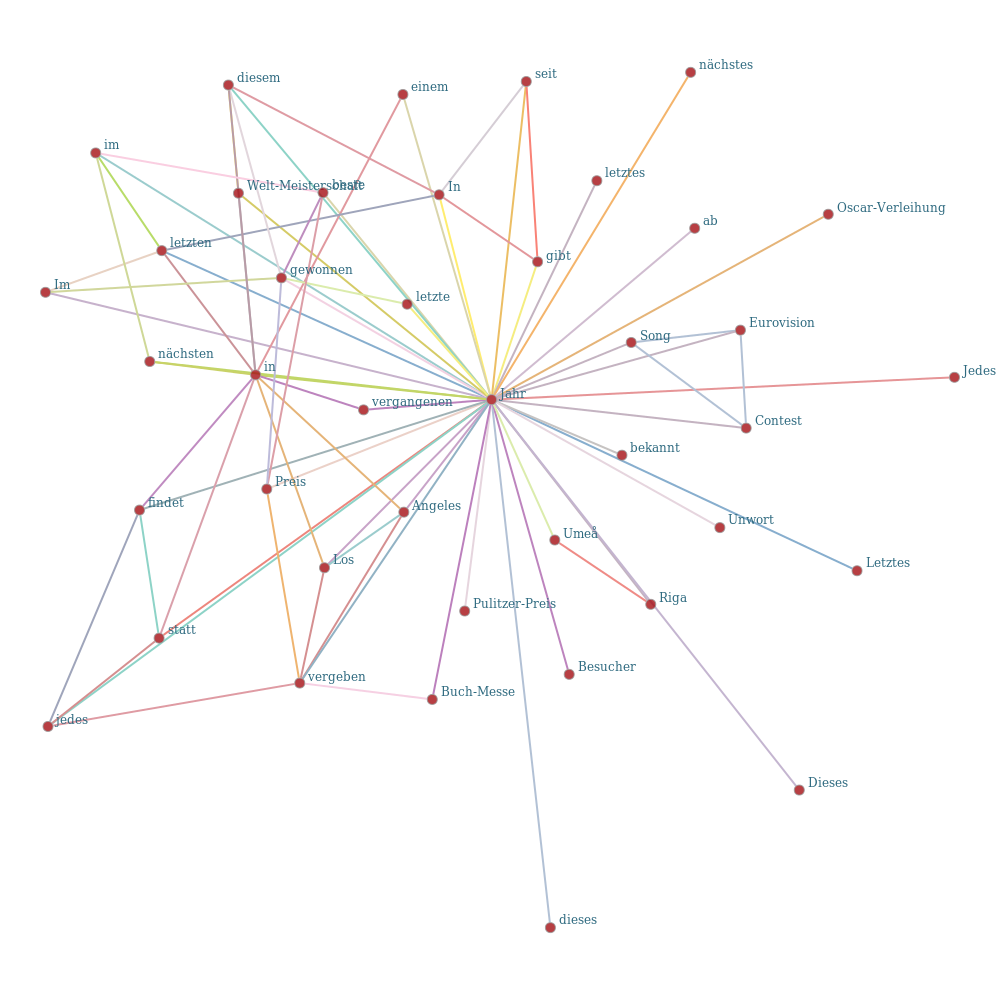 nächstes
seit
diesem
einem
im
letztes
Welt-Meisterschaft
beste
In
Oscar-Verleihung
ab
letzten
gibt
gewonnen
Im
letzte
Eurovision
Song
nächsten
in
Jedes
Jahr
vergangenen
Contest
bekannt
Preis
findet
Angeles
Unwort
Umeå
Los
Letztes
Riga
Pulitzer-Preis
statt
Besucher
vergeben
Buch-Messe
jedes
Dieses
dieses